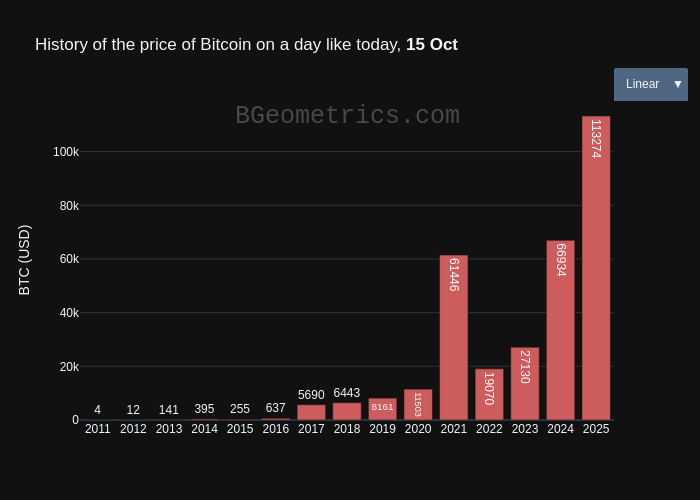 History of the price of Bitcoin on a day like today, 15 Oct
Linear ▼
BGeometrics.com
BTC (USD)
100k
80k
60k
40k
20k
0
4 12 141 395 255 637 5690 6443 8161 11503 61446 19070 27130 66934 113274
2011 2012 2013 2014 2015 2016 2017 2018 2019 2020 2021 2022 2023 2024 2025